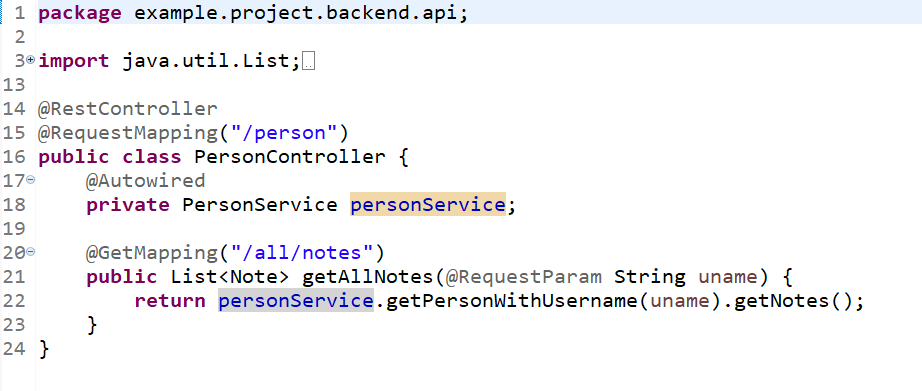 1 package example.project.backend.api;
2
3 import java.util.List;
13
14 @RestController
15 @RequestMapping("/person")
16 public class PersonController {
17     @Autowired
18     private PersonService personService;
19
20     @GetMapping("/all/notes")
21     public List<Note> getAllNotes(@RequestParam String uname) {
22         return personService.getPersonWithUsername(uname).getNotes();
23     }
24 }